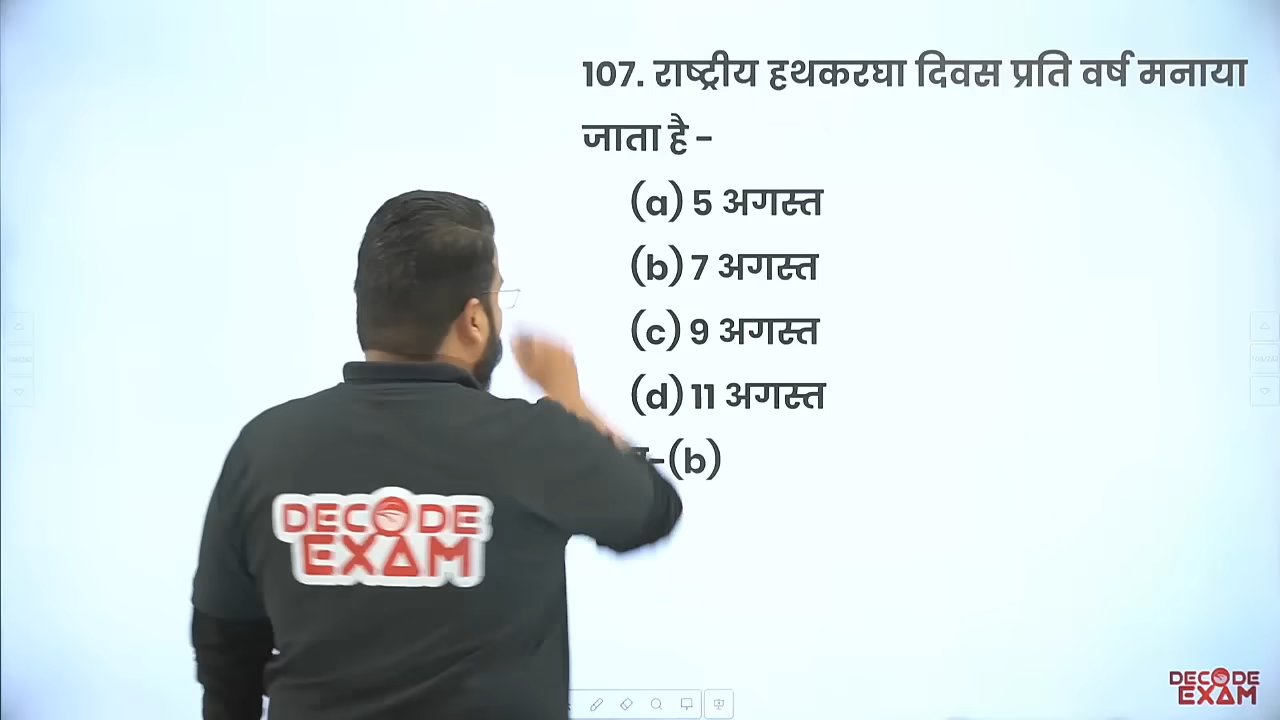 107. राष्ट्रीय हथकरघा दिवस प्रति वर्ष मनाया
जाता है -
(a) 5 अगस्त
(b) 7 अगस्त
(c) 9 अगस्त
(d) 11 अगस्त
-(b)
DECODE
EXAM
DECODE
EXAM